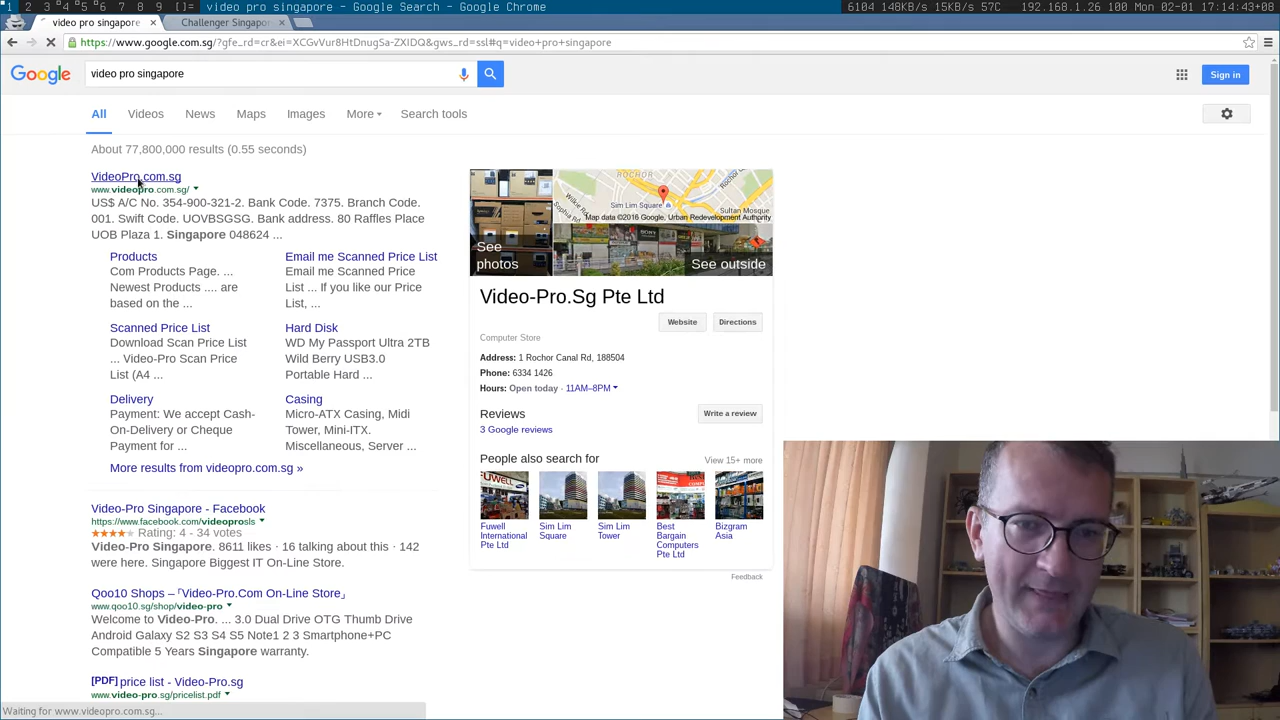 1 2 3 4 5 6 7 8 9 []= video pro singapore - Google Search - Google Chrome 6104 148KB 15KB 57C 192.168.1.26 100 Mon 02-01 17:14:43+08
video pro singapore Challenger Singapor
https://www.google.com.sg/?gfe_rd=cr&ei=XCGvVur8HtDnugSa-ZXIDQ&gws_rd=ssl#q=video+pro+singapore
Google video pro singapore Sign in
All Videos News Maps Images More Search tools
About 77,800,000 results (0.55 seconds)
VideoPro.com.sg
www.videopro.com.sg/
US$ A/C No. 354-900-321-2. Bank Code. 7375. Branch Code.
001. Swift Code. UOVBSGSG. Bank address. 80 Raffles Place
UOB Plaza 1. Singapore 048624 ...
Products
Com Products Page. ...
Newest Products .... are
based on the ...
Email me Scanned Price List
Email me Scanned Price
List ... If you like our Price
List, ...
Scanned Price List
Download Scan Price List
... Video-Pro Scan Price
List (A4 ...
Hard Disk
WD My Passport Ultra 2TB
Wild Berry USB3.0
Portable Hard ...
Delivery
Payment: We accept Cash-
On-Delivery or Cheque
Payment for ...
Casing
Micro-ATX Casing, Midi
Tower, Mini-ITX.
Miscellaneous, Server ...
More results from videopro.com.sg »
Video-Pro Singapore - Facebook
https://www.facebook.com/videoprosls
Rating: 4 - 34 votes
Video-Pro Singapore. 8611 likes · 16 talking about this · 142
were here. Singapore Biggest IT On-Line Store.
Qoo10 Shops – 「Video-Pro.Com On-Line Store」
www.qoo10.sg/shop/video-pro
Welcome to Video-Pro. ... 3.0 Dual Drive OTG Thumb Drive
Android Galaxy S2 S3 S4 S5 Note1 2 3 Smartphone+PC
Compatible 5 Years Singapore warranty.
[PDF] price list - Video-Pro.sg
www.video-pro.sg/pricelist.pdf
Waiting for www.videopro.com.sg...
ROCHOR
Sim Lim Square
Sultan Mosque
Map data ©2016 Google, Urban Redevelopment Authority
See
photos
See outside
Video-Pro.Sg Pte Ltd
Website Directions
Computer Store
Address: 1 Rochor Canal Rd, 188504
Phone: 6334 1426
Hours: Open today · 11AM–8PM
Reviews Write a review
3 Google reviews
People also search for View 15+ more
Fuwell
International
Pte Ltd
Sim Lim
Square
Sim Lim
Tower
Best
Bargain
Computers
Pte Ltd
Bizgram
Asia
Feedback